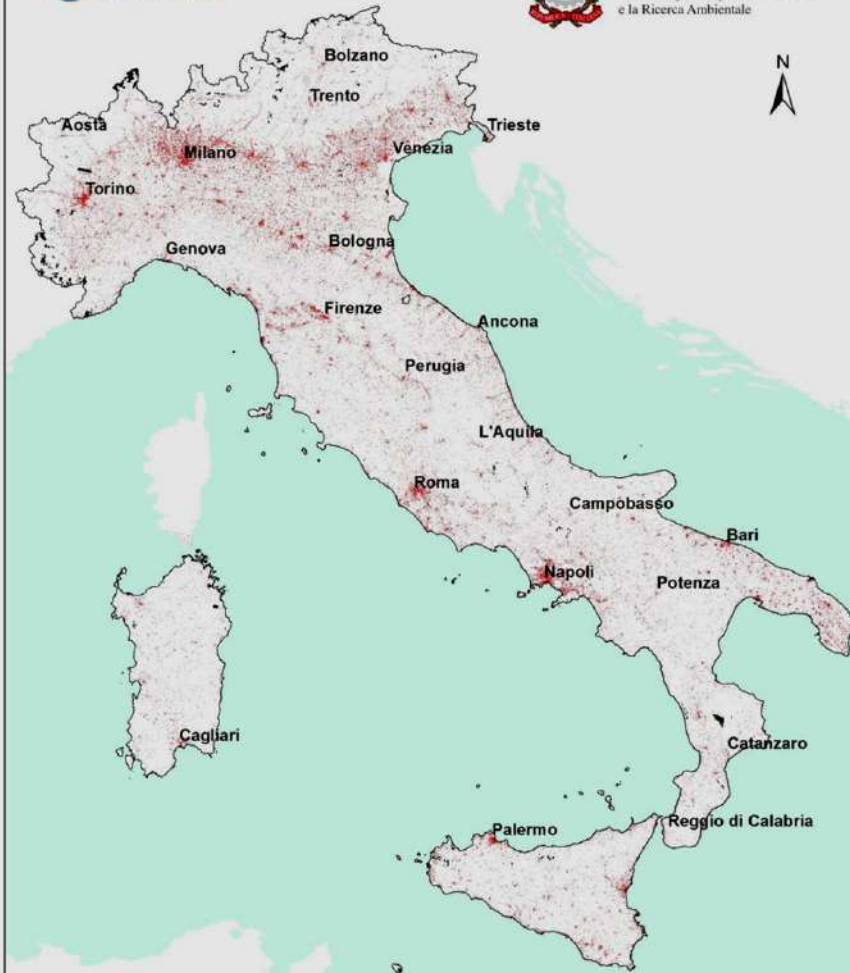 e la Ricerca Ambientale
N
Bolzano
Trento
Aosta
Trieste
Milano
Venezia
Torino
Genova
Bologna
Firenze
Ancona
Perugia
L'Aquila
Roma
Campobasso
Bari
Napoli
Potenza
Cagliari
Catanzaro
Reggio di Calabria
Palermo